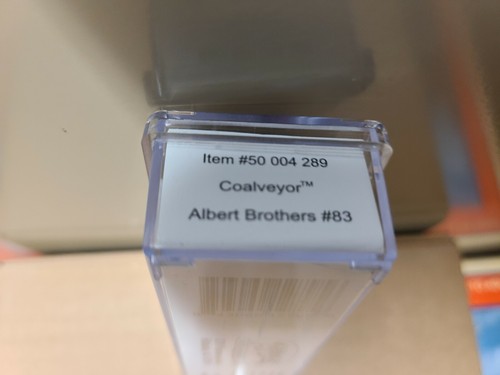 Item #50 004 289
Coalveyor™
Albert Brothers #83